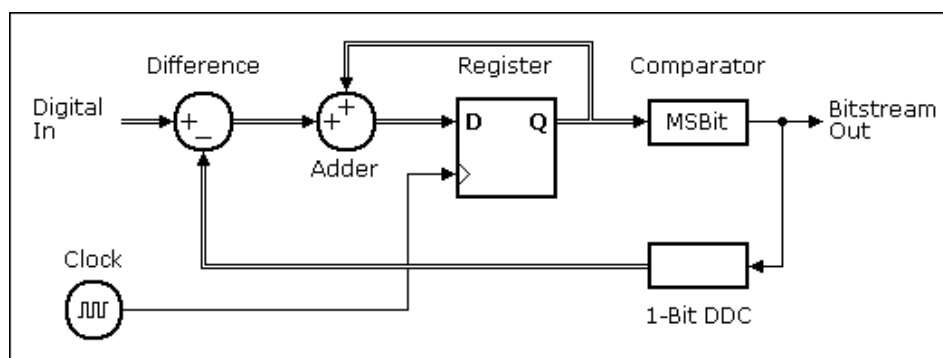 Difference
Register
Comparator
Digital
In
+
−
+
+
D
Q
MSBit
Bitstream
Out
Adder
Clock
1-Bit DDC